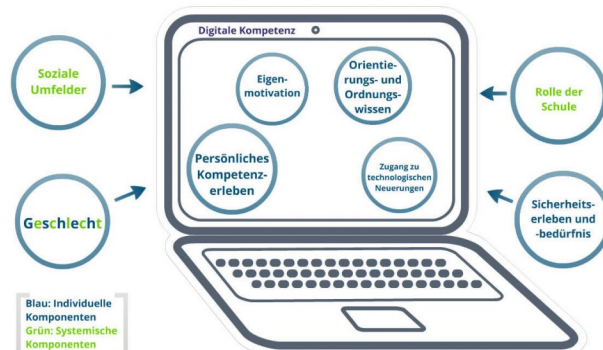 Digitale Kompetenz
Soziale
Umfelder
Eigen-
motivation
Orientie-
rungs- und
Ordnungs-
wissen
Rolle der
Schule
Persönliches
Kompetenz-
erleben
Zugang zu
technologischen
Neuerungen
Geschlecht
Sicherheits-
erleben und
-bedürfnis
Blau: Individuelle
Komponenten
Grün: Systemische
Komponenten